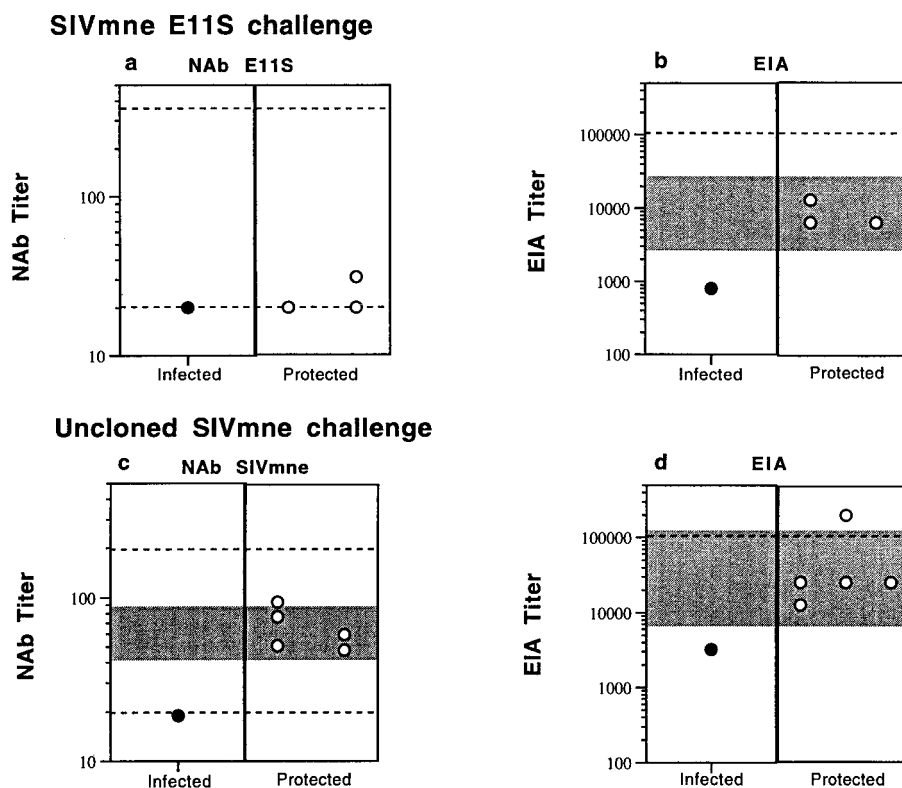 SIVmne E11S challenge
a NAb E11S
NAb Titer
100
10
Infected Protected
b EIA
EIA Titer
100000
10000
1000
100
Infected Protected
Uncloned SIVmne challenge
c NAb SIVmne
NAb Titer
100
10
Infected Protected
d EIA
EIA Titer
100000
10000
1000
100
Infected Protected